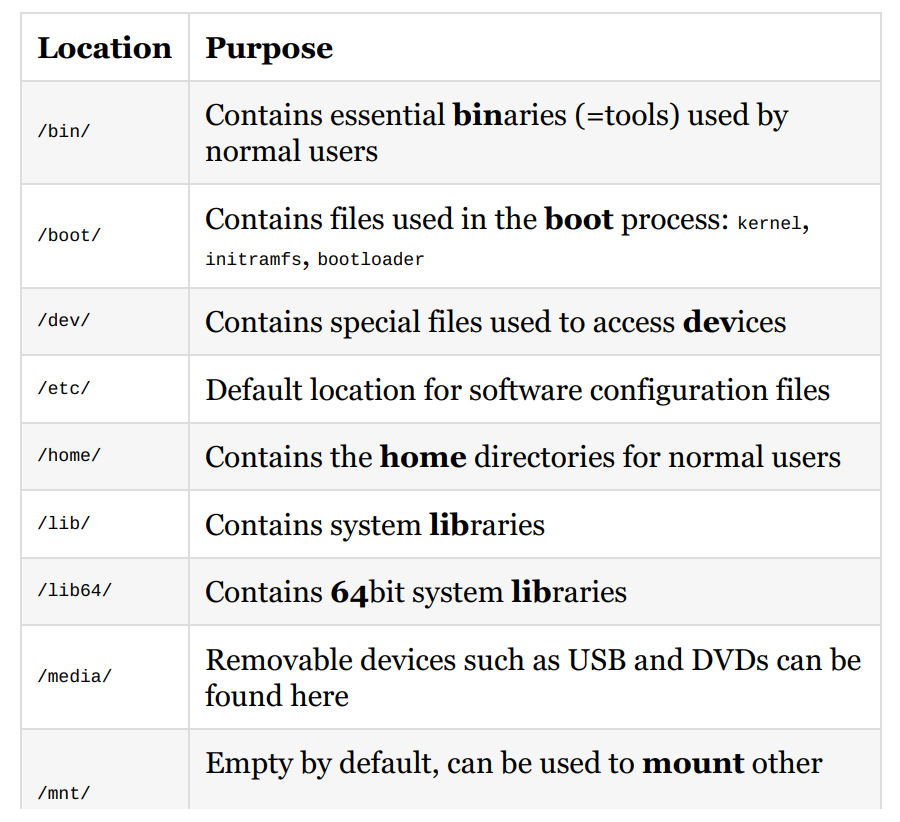 Location Purpose
/bin/ Contains essential binaries (=tools) used by
normal users
/boot/ Contains files used in the boot process: kernel,
initramfs, bootloader
/dev/ Contains special files used to access devices
/etc/ Default location for software configuration files
/home/ Contains the home directories for normal users
/lib/ Contains system libraries
/lib64/ Contains 64bit system libraries
/media/ Removable devices such as USB and DVDs can be
found here
/mnt/ Empty by default, can be used to mount other